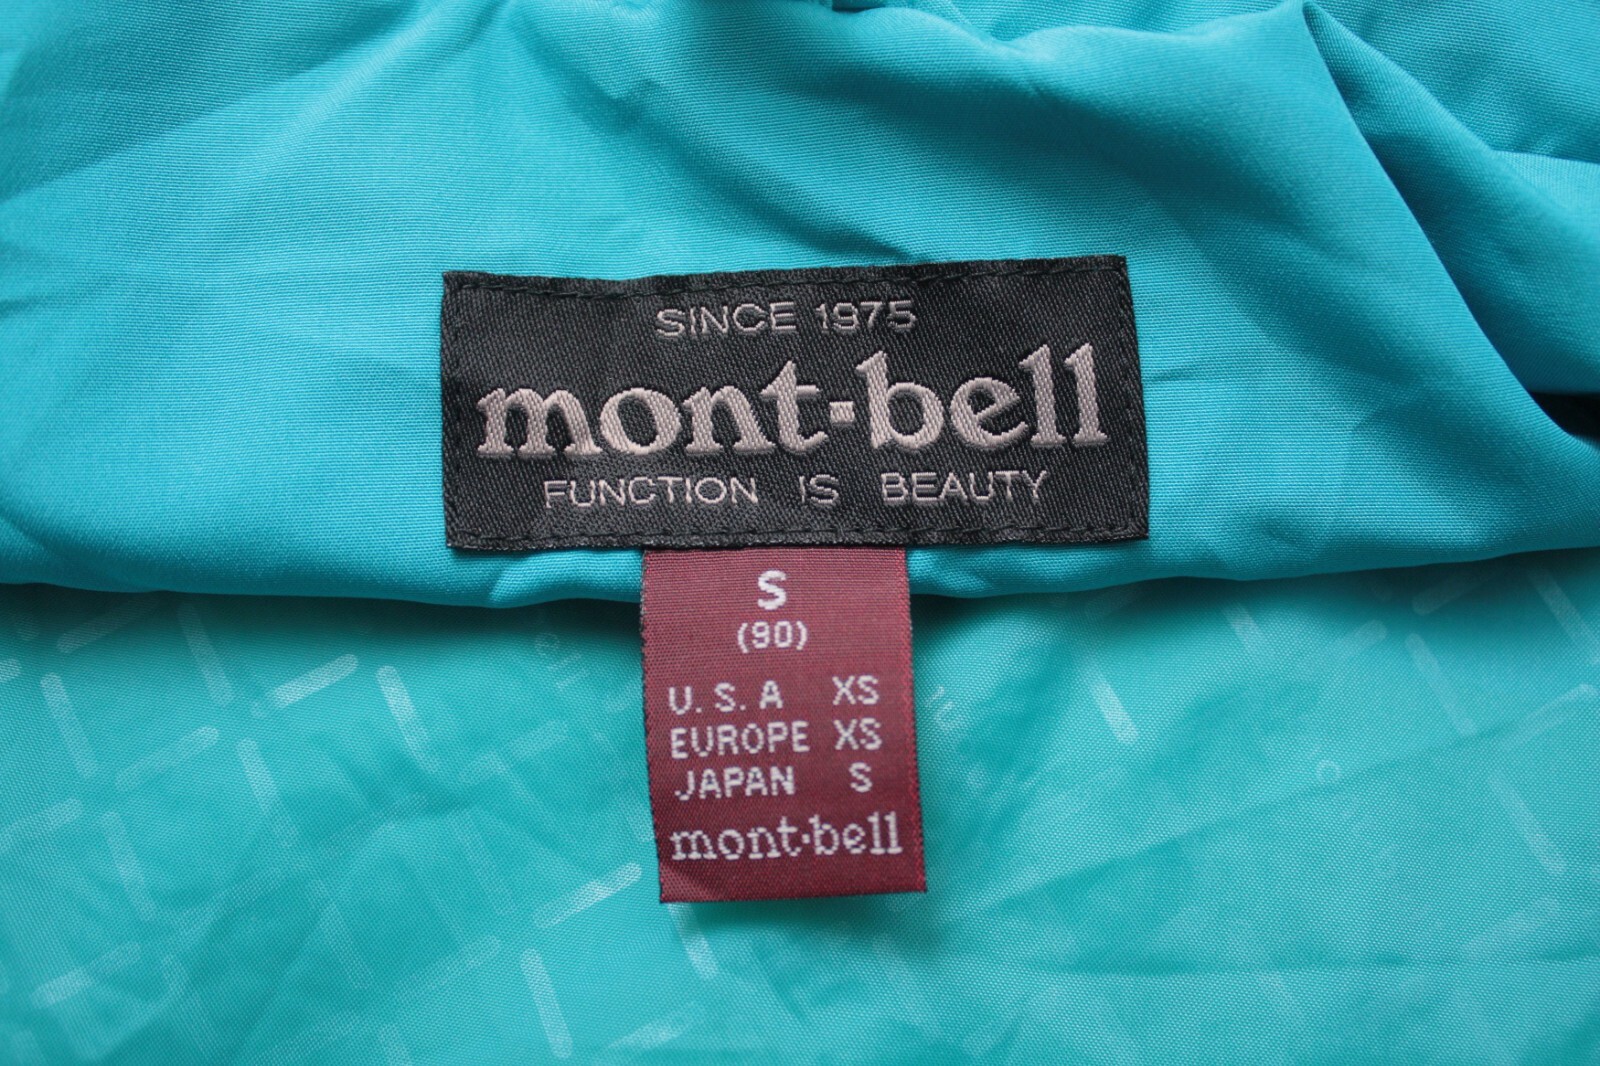 SINCE 1975
mont-bell
FUNCTION IS BEAUTY
S
(90)
U.S.A XS
EUROPE XS
JAPAN S
mont·bell